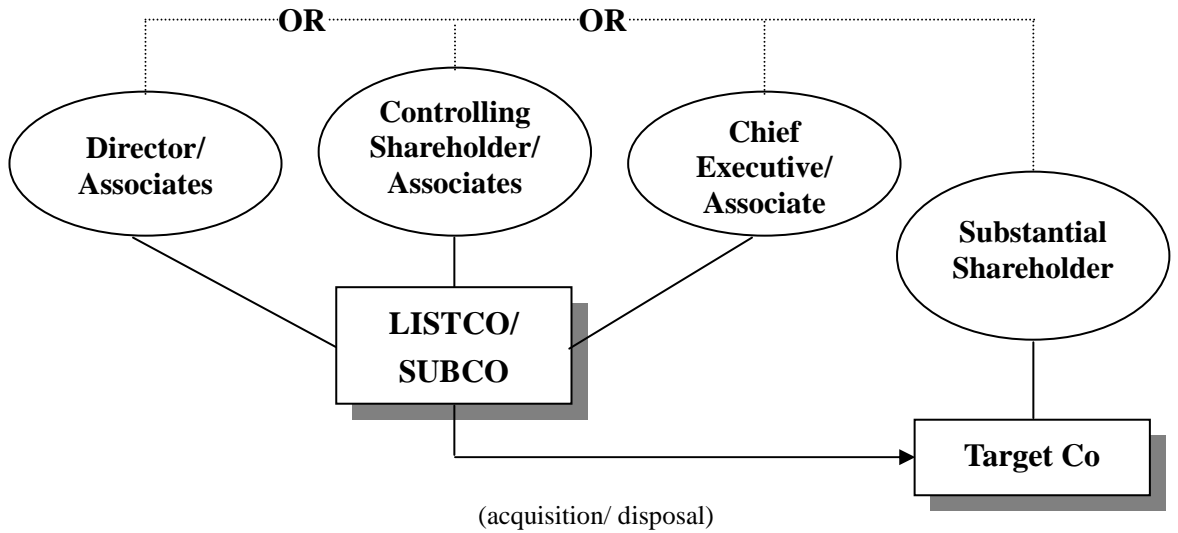 OR
OR
Director/
Associates
Controlling
Shareholder/
Associates
Chief
Executive/
Associate
Substantial
Shareholder
LISTCO/
SUBCO
Target Co
(acquisition/ disposal)